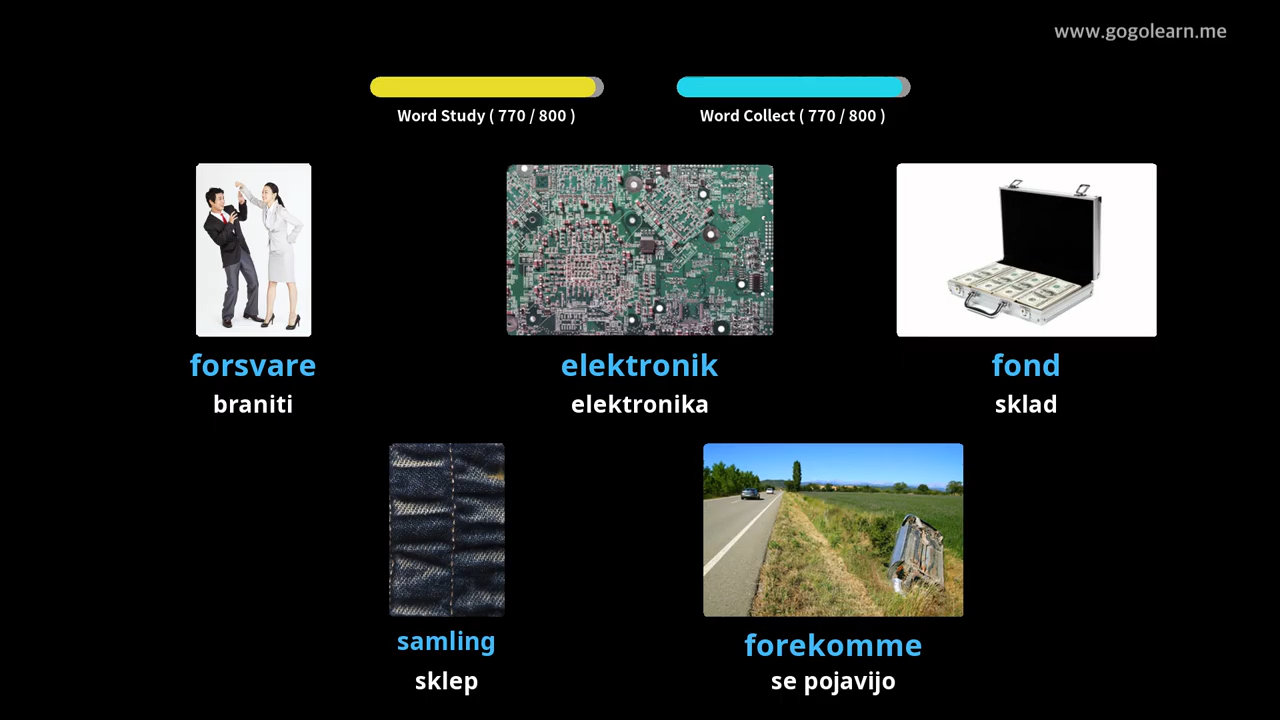 www.gogolearn.me
Word Study ( 770 / 800 )
Word Collect ( 770 / 800 )
forsvare
braniti
elektronik
elektronika
fond
sklad
samling
sklep
forekomme
se pojavijo